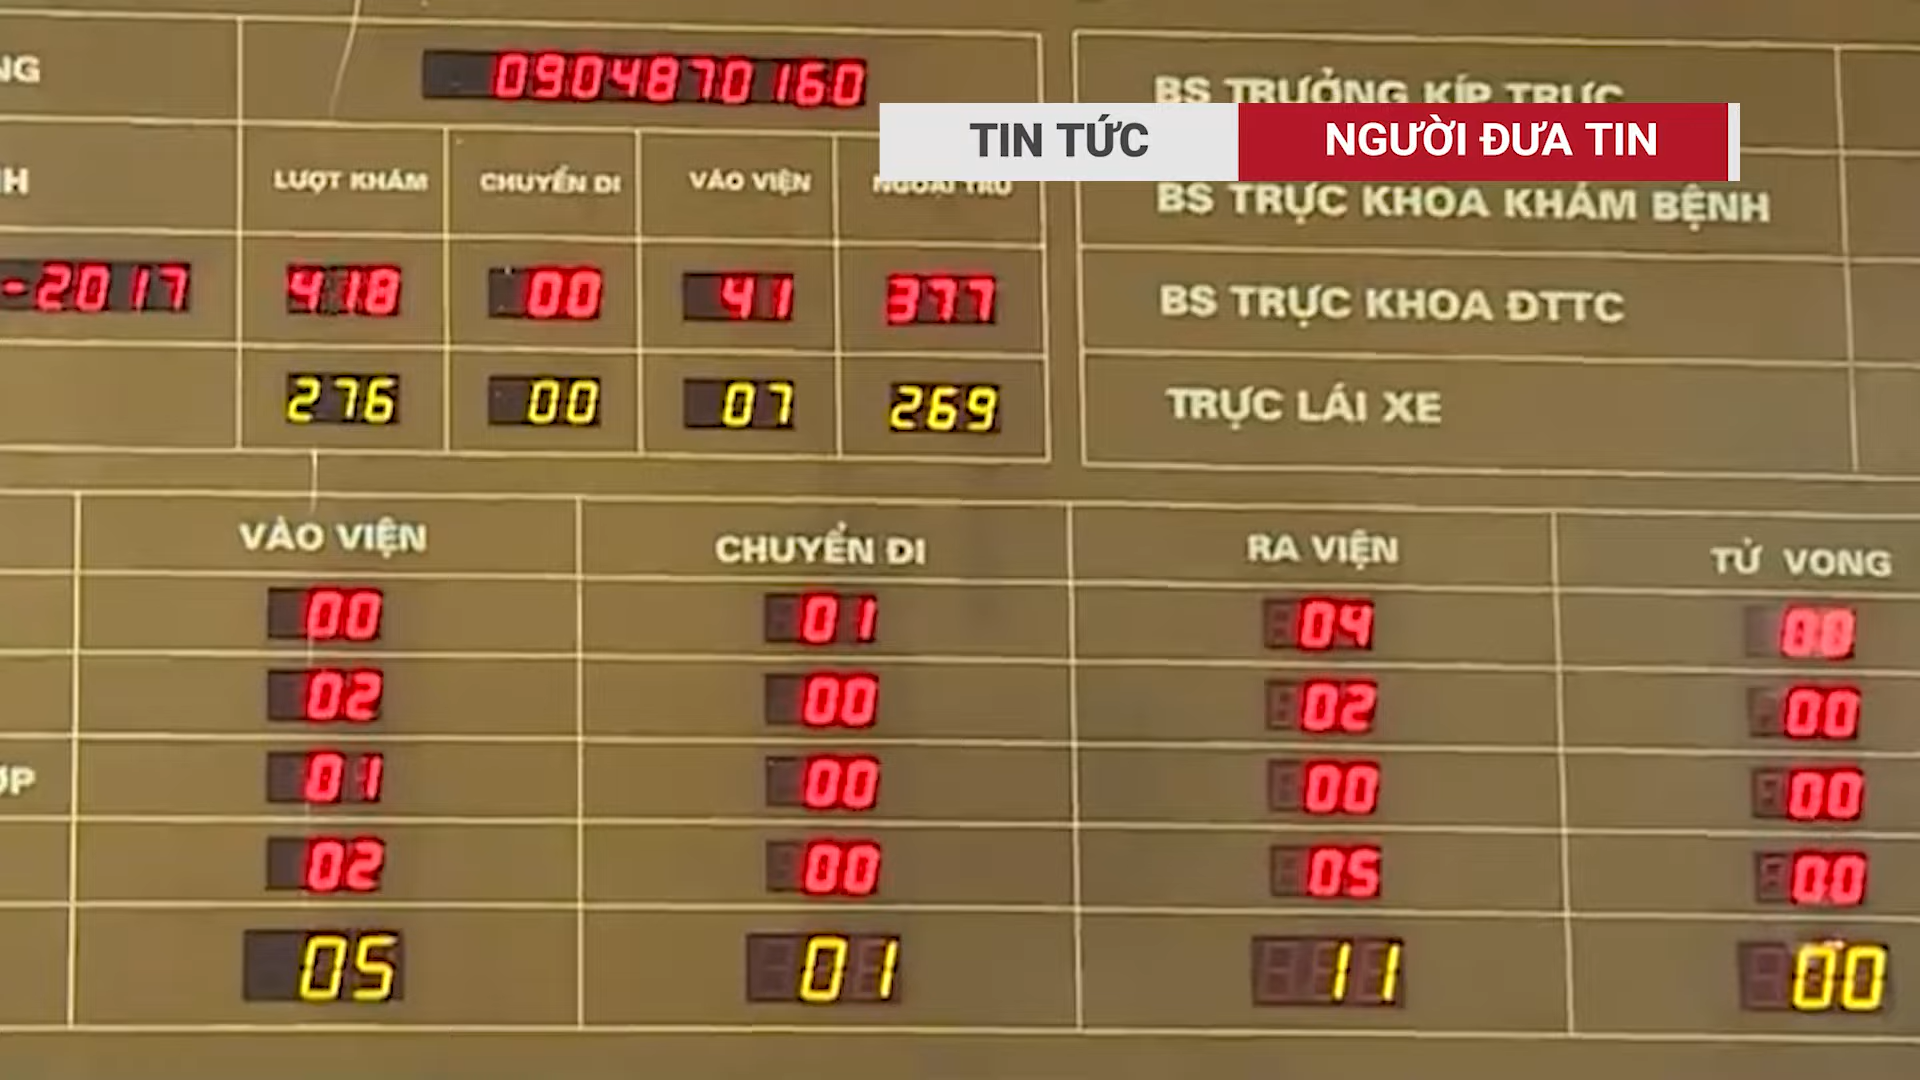 NG
0904870160
BS TRƯỞNG KÍP TRỰC
TIN TỨC
NGƯỜI ĐƯA TIN
H
LƯỢT KHÁM CHUYỂN ĐI VÀO VIỆN NGOẠI TRÚ
BS TRỰC KHOA KHÁM BỆNH
-2017 418 00 41 377
BS TRỰC KHOA ĐTTC
276 00 07 269
TRỰC LÁI XE
VÀO VIỆN CHUYỂN ĐI RA VIỆN TỬ VONG
00 01 04 00
02 00 02 00
ỢP 01 00 00 00
02 00 05 00
05 01 11 00